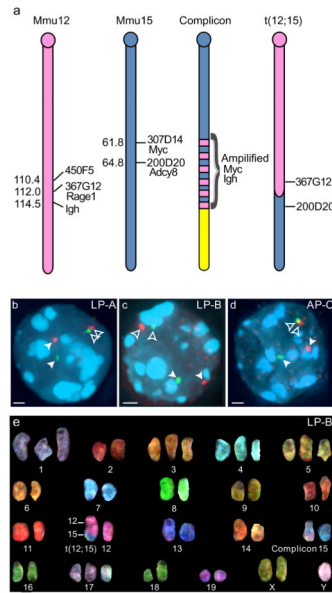 a
Mmu12 Mmu15 Complicon t(12;15)
61.8 307D14
Myc
64.8 200D20
Adcy8
Ampilified
Myc
Igh
450F5
110.4
367G12
112.0 Rage1
114.5 Igh
367G12
200D20
b LP-A
c LP-B
d AP-C
e LP-B
1 2 3 4 5
6 7 8 9 10
12
15
11 t(12;15) 12 13 14 Complicon 15
16 17 18 19 X Y